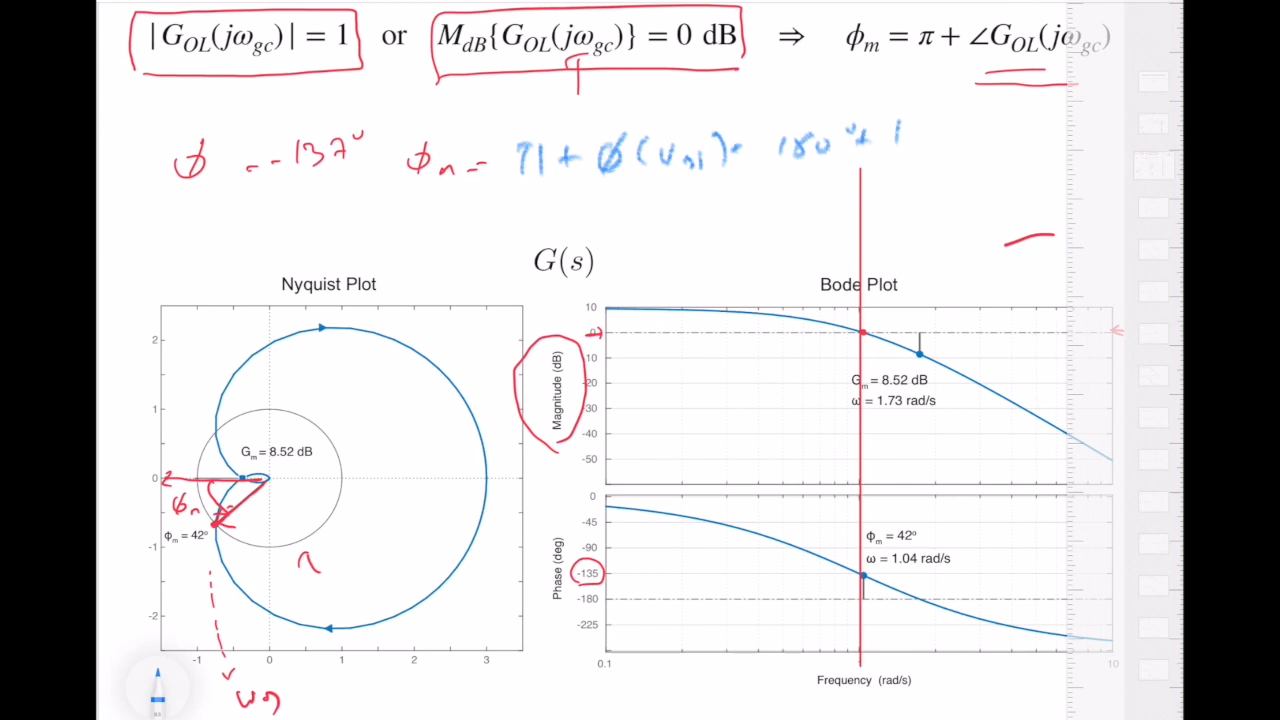 |G_OL(jω_gc)| = 1 or M_dB{G_OL(jω_gc)} = 0 dB ⇒ ϕ_m = π + ∠G_OL(jω_gc)
ϕ = -137° ϕ_m = π + ϕ(ω_gc) = 180° +
G(s)
Nyquist Plot
2
1
0
-1
-2
-1 0 1 2 3
G_m = 8.52 dB
ϕ_m
ϕ_m = 42°
Bode Plot
Magnitude (dB)
10
0
-10
-20
-30
-40
-50
G_m = 8.52 dB
ω = 1.73 rad/s
Phase (deg)
0
-45
-90
-135
-180
-225
ϕ_m = 42°
ω = 1.04 rad/s
0.1 1 10
Frequency (rad/s)